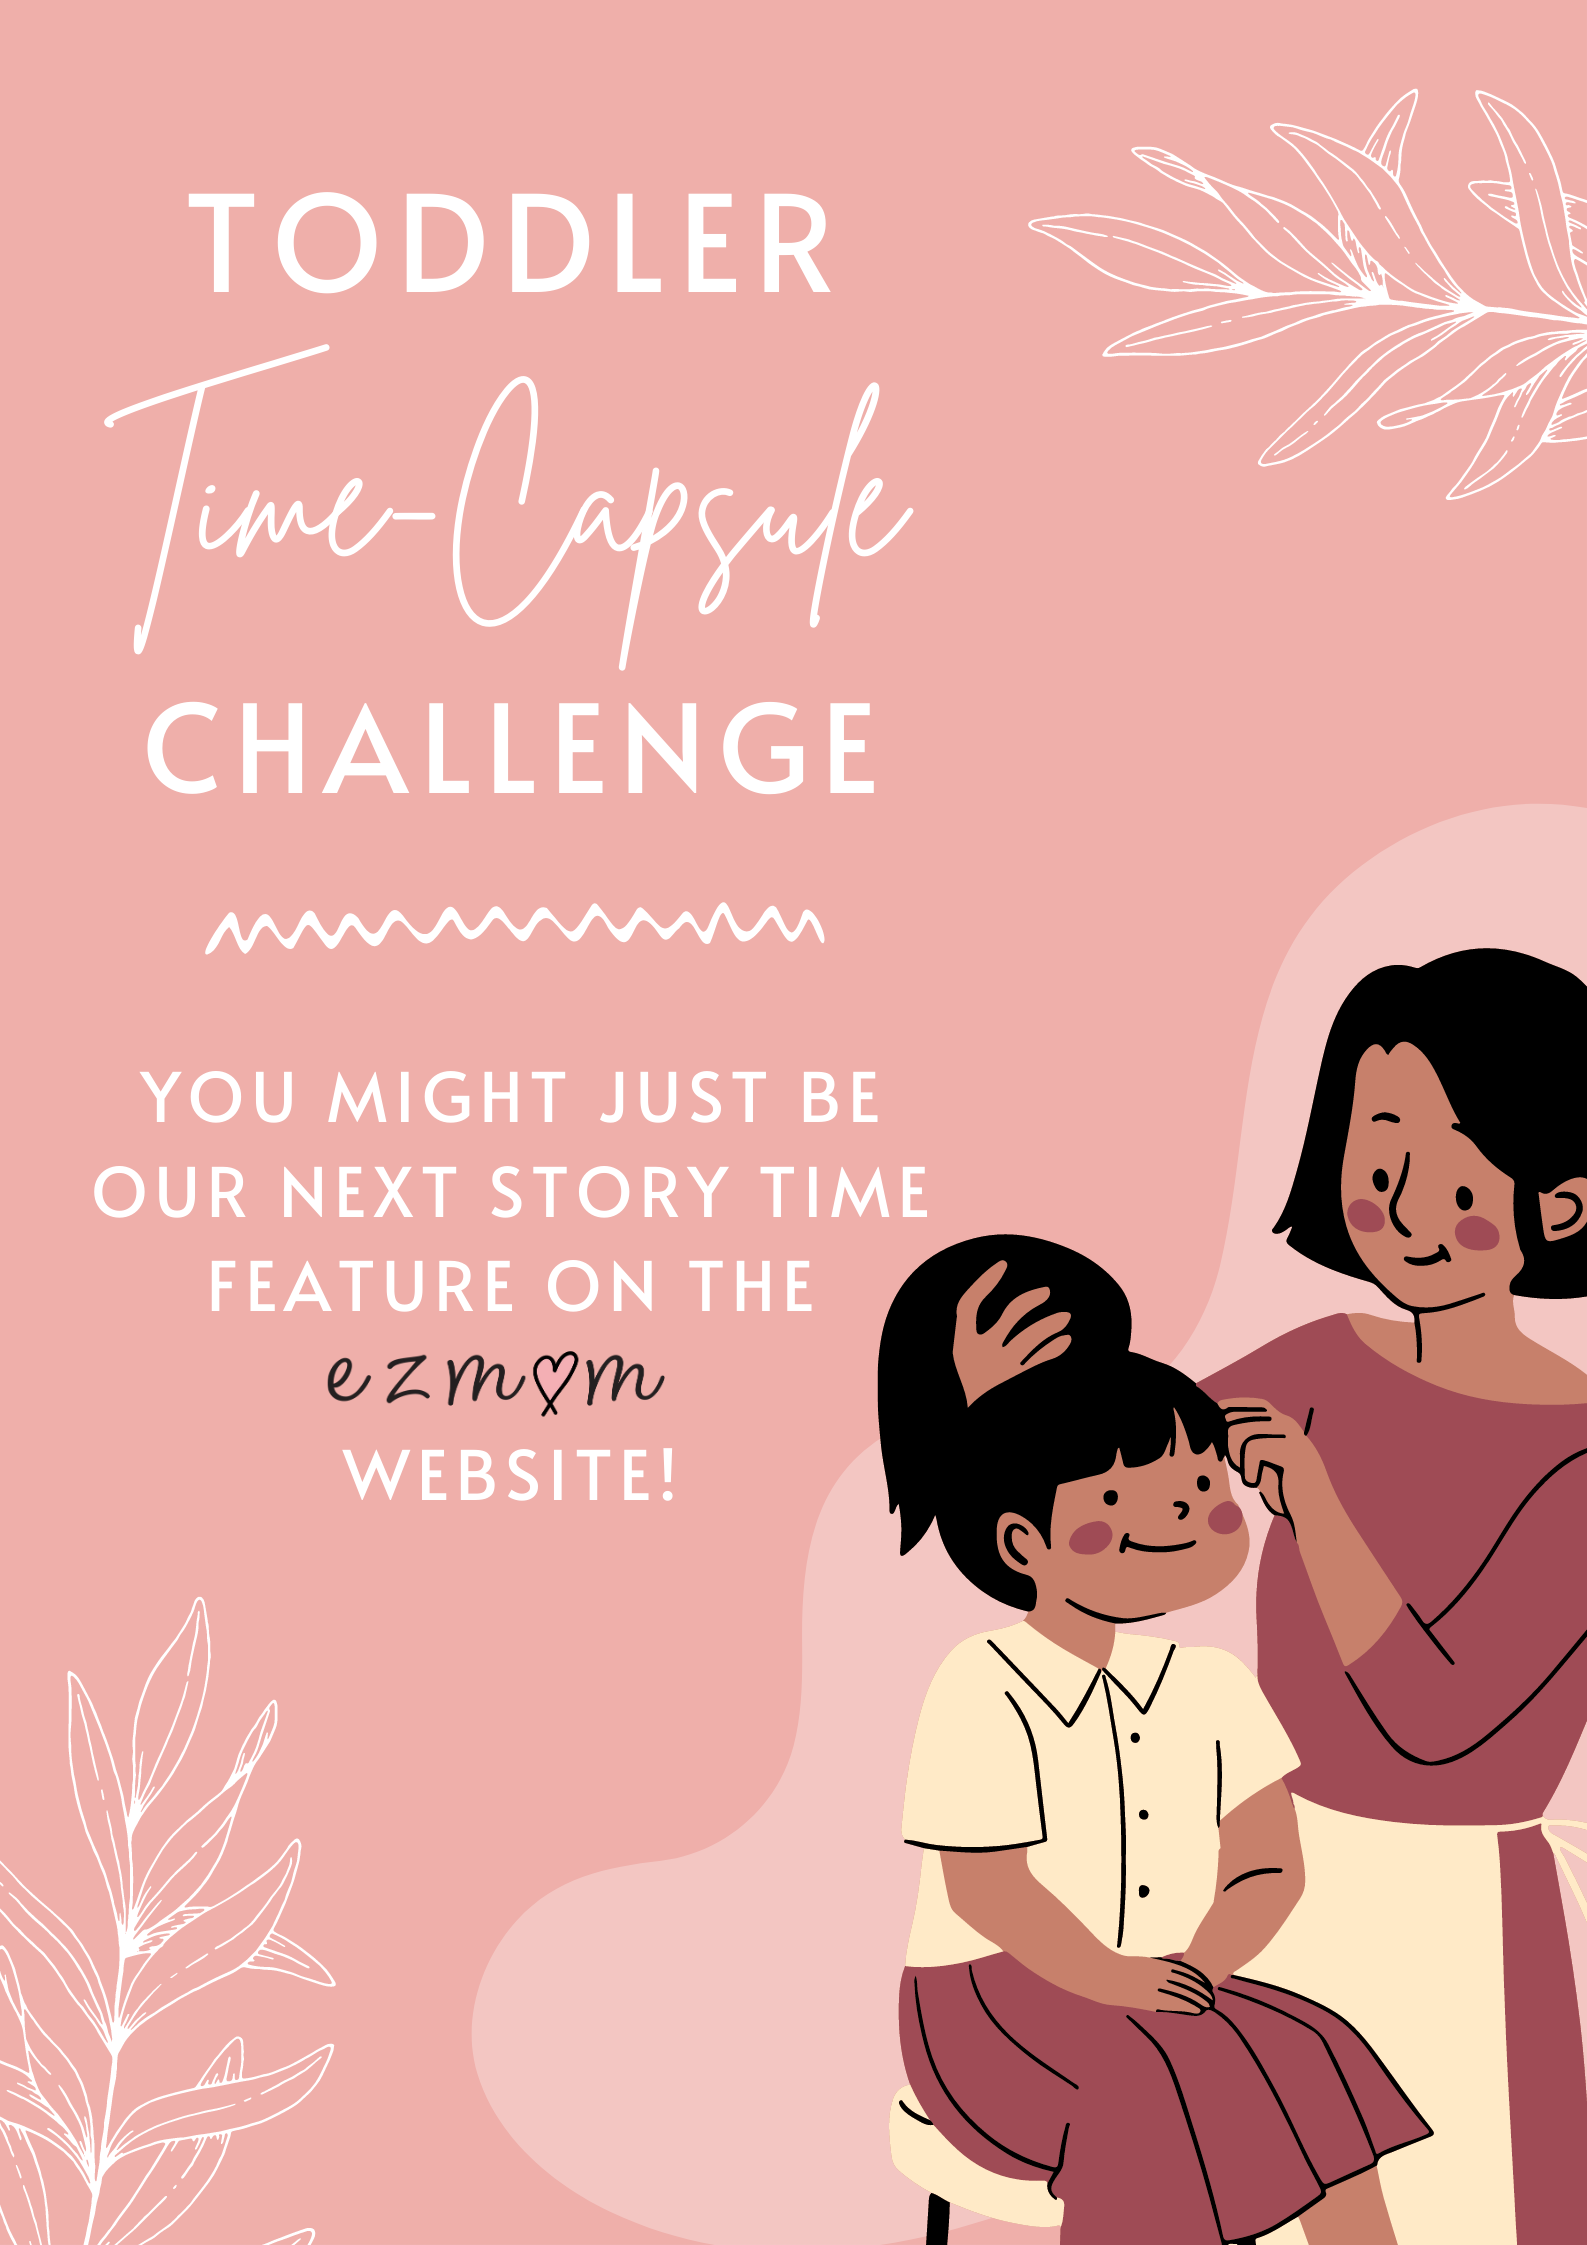 TODDLER
Time-Capsule
CHALLENGE
YOU MIGHT JUST BE
OUR NEXT STORY TIME
FEATURE ON THE
ezmom
WEBSITE!